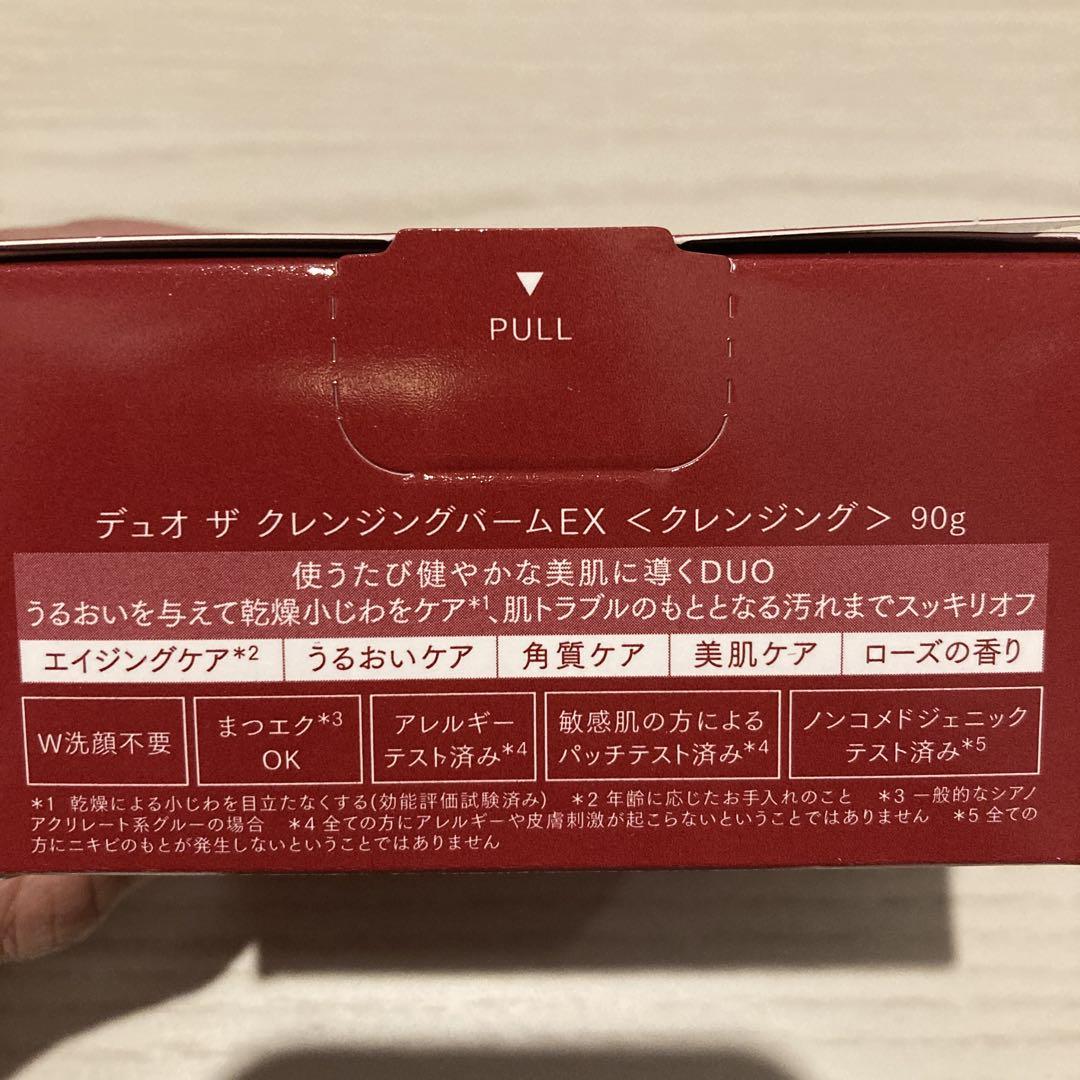 ▼
PULL
デュオ ザ クレンジングバームEX ＜クレンジング＞ 90g
使うたび健やかな美肌に導くDUO
うるおいを与えて乾燥小じわをケア*1、肌トラブルのもととなる汚れまでスッキリオフ
エイジングケア*2 うるおいケア 角質ケア 美肌ケア ローズの香り
W洗顔不要
まつエク*3
OK
アレルギー
テスト済み*4
敏感肌の方による
パッチテスト済み*4
ノンコメドジェニック
テスト済み*5
*1 乾燥による小じわを目立たなくする(効能評価試験済み) *2 年齢に応じたお手入れのこと *3 一般的なシアノ
アクリレート系グルーの場合 *4 全ての方にアレルギーや皮膚刺激が起こらないということではありません *5 全ての
方にニキビのもとが発生しないということではありません